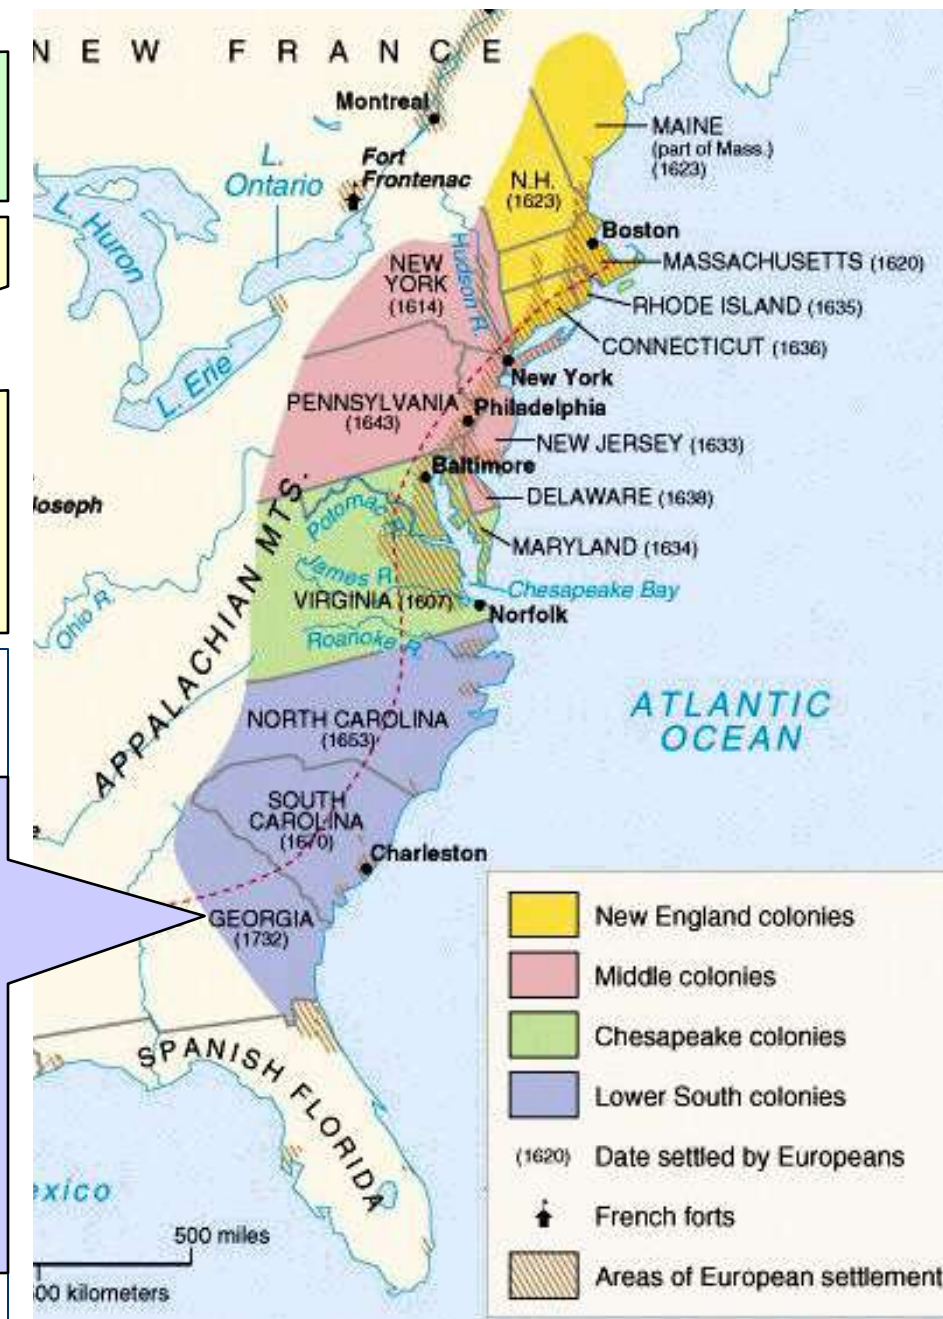 NEW FRANCE
Montreal
L.
Ontario
Fort
Frontenac
L. Huron
MAINE
(part of Mass.)
(1623)
N.H.
(1623)
Boston
MASSACHUSETTS (1620)
RHODE ISLAND (1635)
CONNECTICUT (1636)
Hudson R.
NEW
YORK
(1614)
L. Erie
New York
PENNSYLVANIA
(1643)
Philadelphia
NEW JERSEY (1633)
Baltimore
DELAWARE (1638)
Joseph
Potomac R.
MARYLAND (1634)
APPALACHIAN MTS.
James R.
Chesapeake Bay
VIRGINIA (1607)
Norfolk
Ohio R.
Roanoke R.
ATLANTIC
OCEAN
NORTH CAROLINA
(1653)
SOUTH
CAROLINA
(1670)
Charleston
GEORGIA
(1732)
SPANISH FLORIDA
exico
500 miles
00 kilometers
New England colonies
Middle colonies
Chesapeake colonies
Lower South colonies
(1620) Date settled by Europeans
French forts
Areas of European settlement